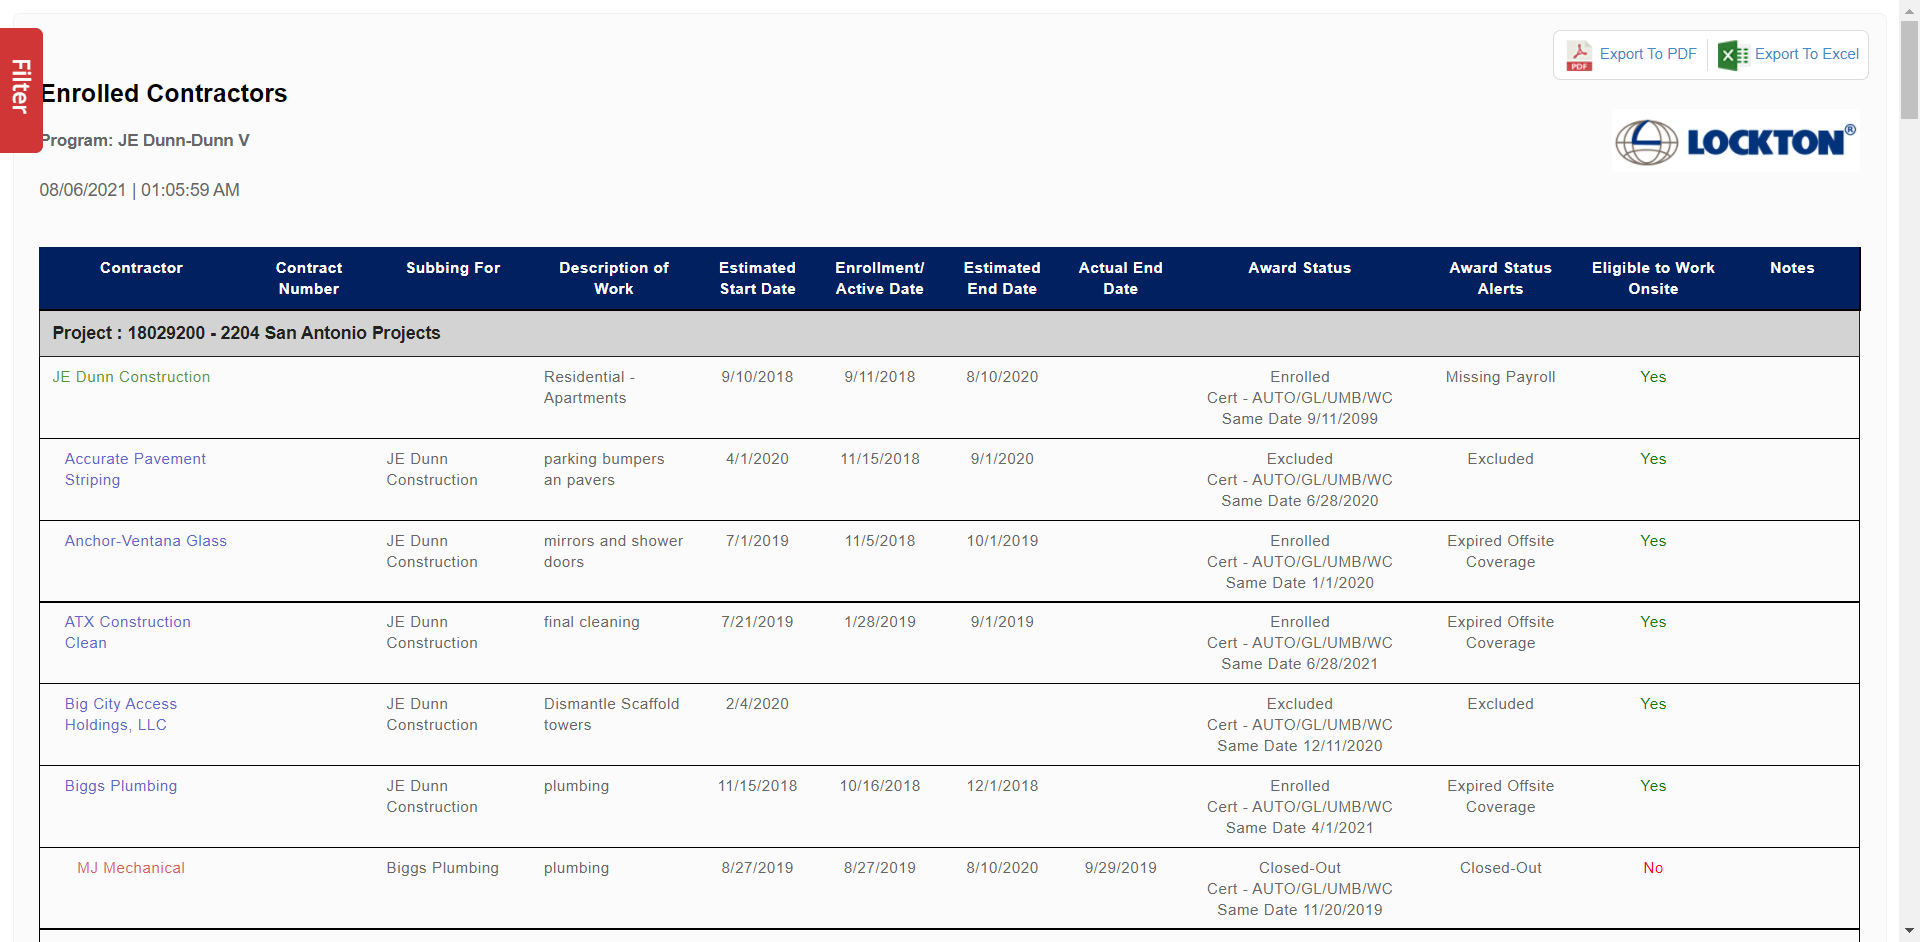 Filter
Export To PDF
Export To Excel
PDF
Enrolled Contractors
Program: JE Dunn-Dunn V
LOCKTON®
08/06/2021 | 01:05:59 AM
Contractor
Contract
Number
Subbing For
Description of
Work
Estimated
Start Date
Enrollment/
Active Date
Estimated
End Date
Actual End
Date
Award Status
Award Status
Alerts
Eligible to Work
Onsite
Notes
Project : 18029200 - 2204 San Antonio Projects
JE Dunn Construction
Residential -
Apartments
9/10/2018
9/11/2018
8/10/2020
Enrolled
Cert - AUTO/GL/UMB/WC
Same Date 9/11/2099
Missing Payroll
Yes
Accurate Pavement
Striping
JE Dunn
Construction
parking bumpers
an pavers
4/1/2020
11/15/2018
9/1/2020
Excluded
Cert - AUTO/GL/UMB/WC
Same Date 6/28/2020
Excluded
Yes
Anchor-Ventana Glass
JE Dunn
Construction
mirrors and shower
doors
7/1/2019
11/5/2018
10/1/2019
Enrolled
Cert - AUTO/GL/UMB/WC
Same Date 1/1/2020
Expired Offsite
Coverage
Yes
ATX Construction
Clean
JE Dunn
Construction
final cleaning
7/21/2019
1/28/2019
9/1/2019
Enrolled
Cert - AUTO/GL/UMB/WC
Same Date 6/28/2021
Expired Offsite
Coverage
Yes
Big City Access
Holdings, LLC
JE Dunn
Construction
Dismantle Scaffold
towers
2/4/2020
Excluded
Cert - AUTO/GL/UMB/WC
Same Date 12/11/2020
Excluded
Yes
Biggs Plumbing
JE Dunn
Construction
plumbing
11/15/2018
10/16/2018
12/1/2018
Enrolled
Cert - AUTO/GL/UMB/WC
Same Date 4/1/2021
Expired Offsite
Coverage
Yes
MJ Mechanical
Biggs Plumbing
plumbing
8/27/2019
8/27/2019
8/10/2020
9/29/2019
Closed-Out
Cert - AUTO/GL/UMB/WC
Same Date 11/20/2019
Closed-Out
No